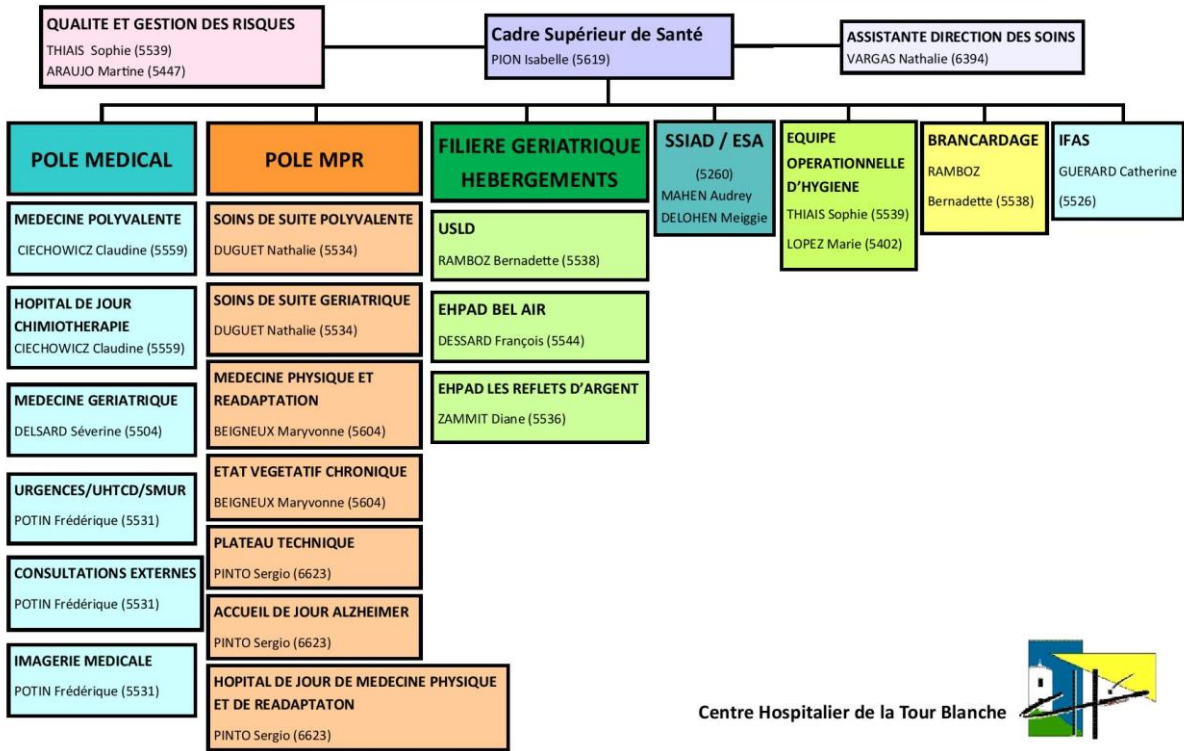 QUALITE ET GESTION DES RISQUES
THIAIS Sophie (5539)
ARAUJO Martine (5447)
Cadre Supérieur de Santé
PION Isabelle (5619)
ASSISTANTE DIRECTION DES SOINS
VARGAS Nathalie (6394)
POLE MEDICAL
MEDECINE POLYVALENTE
CIECHOWICZ Claudine (5559)
HOPITAL DE JOUR
CHIMIOTHERAPIE
CIECHOWICZ Claudine (5559)
MEDECINE GERIATRIQUE
DELSARD Séverine (5504)
URGENCES/UHTCD/SMUR
POTIN Frédérique (5531)
CONSULTATIONS EXTERNES
POTIN Frédérique (5531)
IMAGERIE MEDICALE
POTIN Frédérique (5531)
POLE MPR
SOINS DE SUITE POLYVALENTE
DUGUET Nathalie (5534)
SOINS DE SUITE GERIATRIQUE
DUGUET Nathalie (5534)
MEDECINE PHYSIQUE ET
READAPTATION
BEIGNEUX Maryvonne (5604)
ETAT VEGETATIF CHRONIQUE
BEIGNEUX Maryvonne (5604)
PLATEAU TECHNIQUE
PINTO Sergio (6623)
ACCUEIL DE JOUR ALZHEIMER
PINTO Sergio (6623)
HOPITAL DE JOUR DE MEDECINE PHYSIQUE
ET DE READAPTATON
PINTO Sergio (6623)
FILIERE GERIATRIQUE
HEBERGEMENTS
USLD
RAMBOZ Bernadette (5538)
EHPAD BEL AIR
DESSARD François (5544)
EHPAD LES REFLETS D'ARGENT
ZAMMIT Diane (5536)
SSIAD / ESA
(5260)
MAHEN Audrey
DELOHEN Meiggie
EQUIPE
OPERATIONNELLE
D'HYGIENE
THIAIS Sophie (5539)
LOPEZ Marie (5402)
BRANCARDAGE
RAMBOZ
Bernadette (5538)
IFAS
GUERARD Catherine
(5526)
Centre Hospitalier de la Tour Blanche